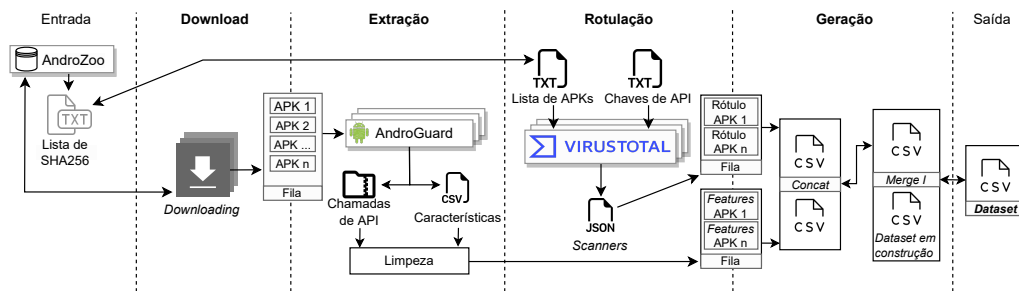 Entrada
Download
Extração
Rotulação
Geração
Saída
AndroZoo
TXT
Lista de
SHA256
Downloading
APK 1
APK 2
APK ...
APK n
Fila
AndroGuard
Chamadas
de API
CSV
Características
Limpeza
TXT
Lista de APKs
TXT
Chaves de API
VIRUSTOTAL
JSON
Scanners
Rótulo
APK 1
Rótulo
APK n
Fila
Features
APK 1
Features
APK n
Fila
CSV
Concat
CSV
CSV
Merge I
CSV
Dataset em
construção
CSV
Dataset